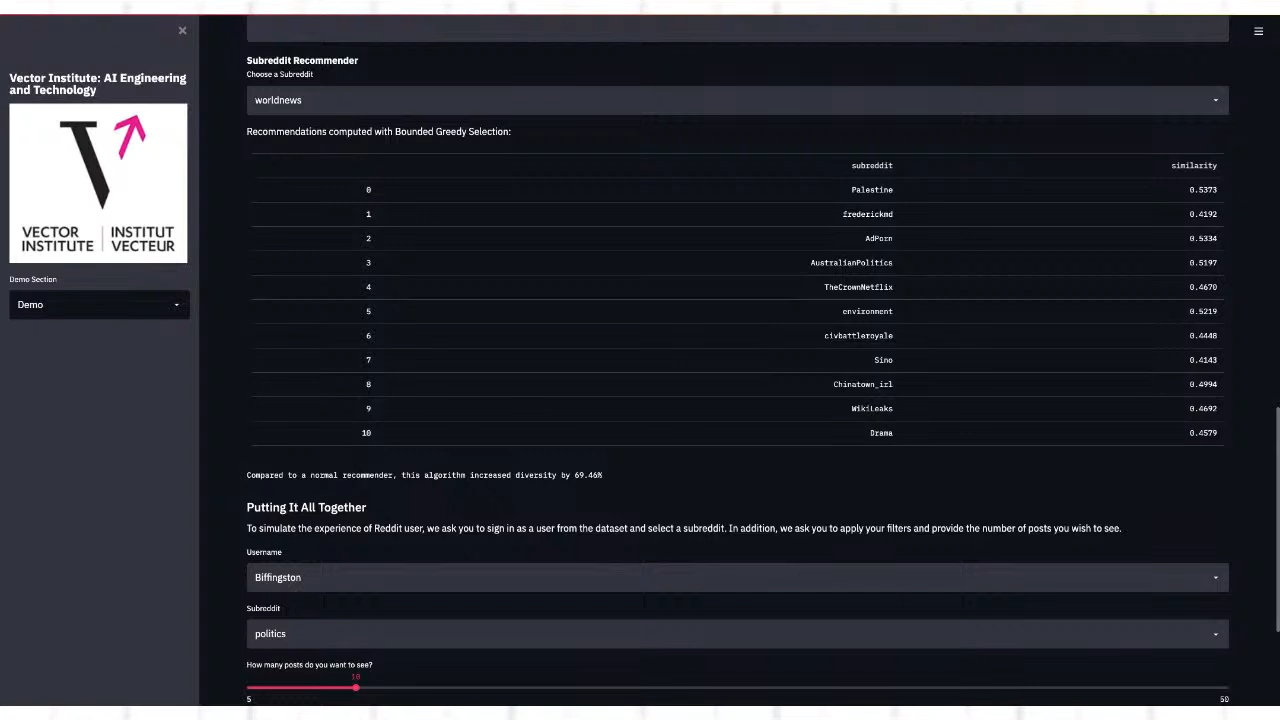 ×
Vector Institute: AI Engineering
and Technology
VECTOR | INSTITUT
INSTITUTE | VECTEUR
Demo Section
Demo
Subreddit Recommender
Choose a Subreddit
worldnews
Recommendations computed with Bounded Greedy Selection:
subreddit similarity
0 Palestine 0.5373
1 frederickmd 0.4192
2 AdPorn 0.5334
3 AustralianPolitics 0.5197
4 TheCrownNetflix 0.4670
5 environment 0.5219
6 civbattleroyale 0.4448
7 Sino 0.4143
8 Chinatown_irl 0.4994
9 WikiLeaks 0.4692
10 Drama 0.4579
Compared to a normal recommender, this algorithm increased diversity by 69.46%
Putting It All Together
To simulate the experience of Reddit user, we ask you to sign in as a user from the dataset and select a subreddit. In addition, we ask you to apply your filters and provide the number of posts you wish to see.
Username
Biffingston
Subreddit
politics
How many posts do you want to see?
10
5 50